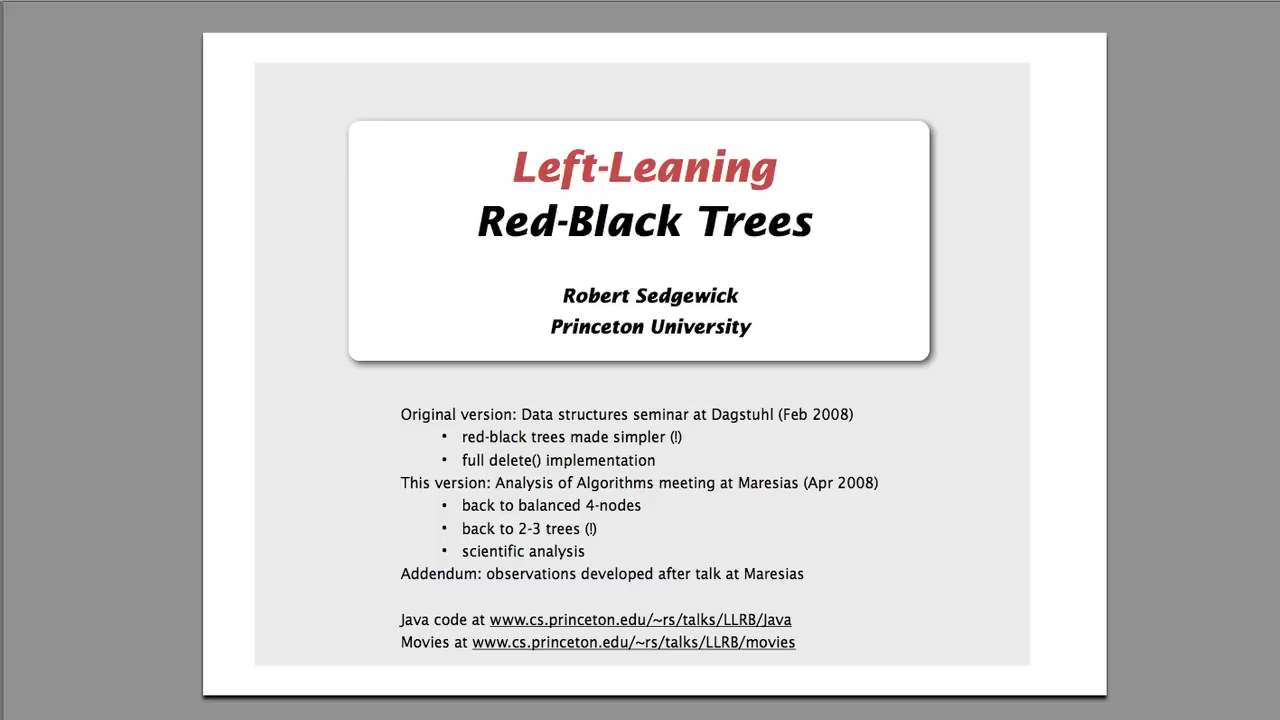 Left-Leaning
Red-Black Trees
Robert Sedgewick
Princeton University
Original version: Data structures seminar at Dagstuhl (Feb 2008)
• red-black trees made simpler (!)
• full delete() implementation
This version: Analysis of Algorithms meeting at Maresias (Apr 2008)
• back to balanced 4-nodes
• back to 2-3 trees (!)
• scientific analysis
Addendum: observations developed after talk at Maresias
Java code at www.cs.princeton.edu/~rs/talks/LLRB/Java
Movies at www.cs.princeton.edu/~rs/talks/LLRB/movies